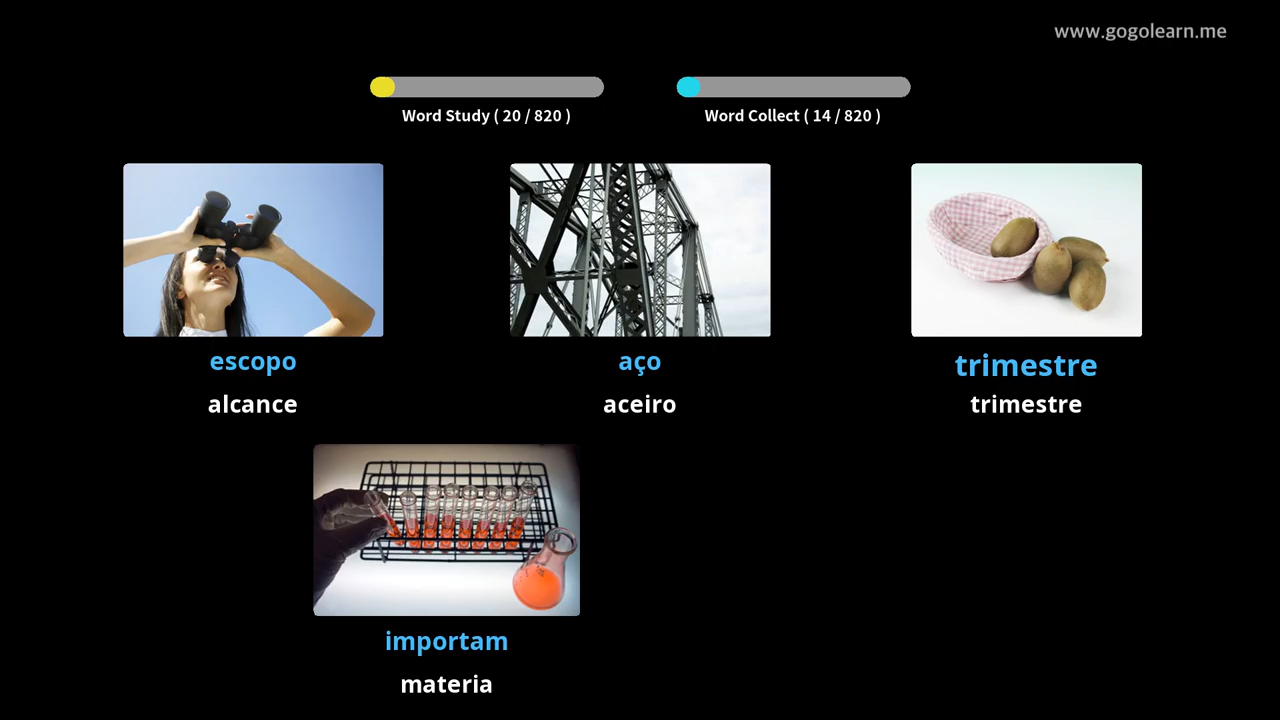 www.gogolearn.me
Word Study ( 20 / 820 )
Word Collect ( 14 / 820 )
escopo
alcance
aço
aceiro
trimestre
trimestre
importam
materia